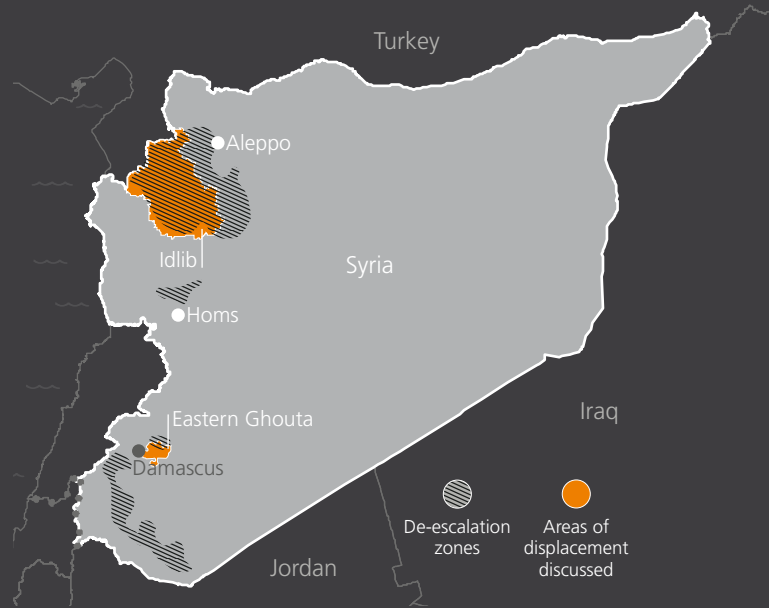 Turkey
Aleppo
Idlib
Syria
Homs
Eastern Ghouta
Iraq
Damascus
De-escalation
zones
Areas of
displacement
discussed
Jordan